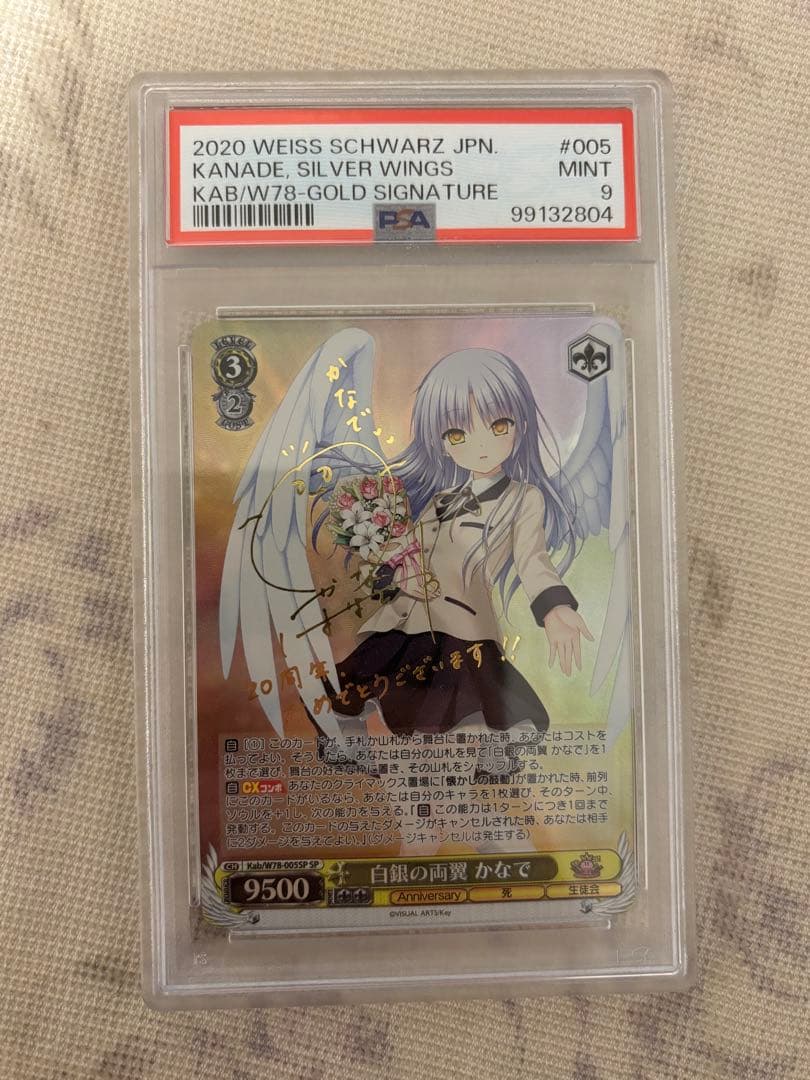 2020 WEISS SCHWARZ JPN. #005
KANADE, SILVER WINGS MINT
KAB/W78-GOLD SIGNATURE 9
PSA 99132804
LEVEL
3
2
COST
かなで
20周年、
おめでとうございます!!
自 [①] このカードが、手札か山札から舞台に置かれた時、あなたはコストを
払ってよい。そうしたら、あなたは自分の山札を見て「白銀の両翼 かなで」を1
枚まで選び、舞台の好きな枠に置き、その山札をシャッフルする。
自 CXコンボ あなたのクライマックス置場に「懐かしの鼓動」が置かれた時、前列
にこのカードがいるなら、あなたは自分のキャラを1枚選び、そのターン中、
ソウルを+1し、次の能力を与える。『自 この能力は1ターンにつき1回まで
発動する。このカードの与えたダメージがキャンセルされた時、あなたは相手
に2ダメージを与えてよい。』(ダメージキャンセルは発生する)
CH Kab/W78-005SP SP
白銀の両翼 かなで
9500
Anniversary 死 生徒会
©VISUAL ARTS/Key